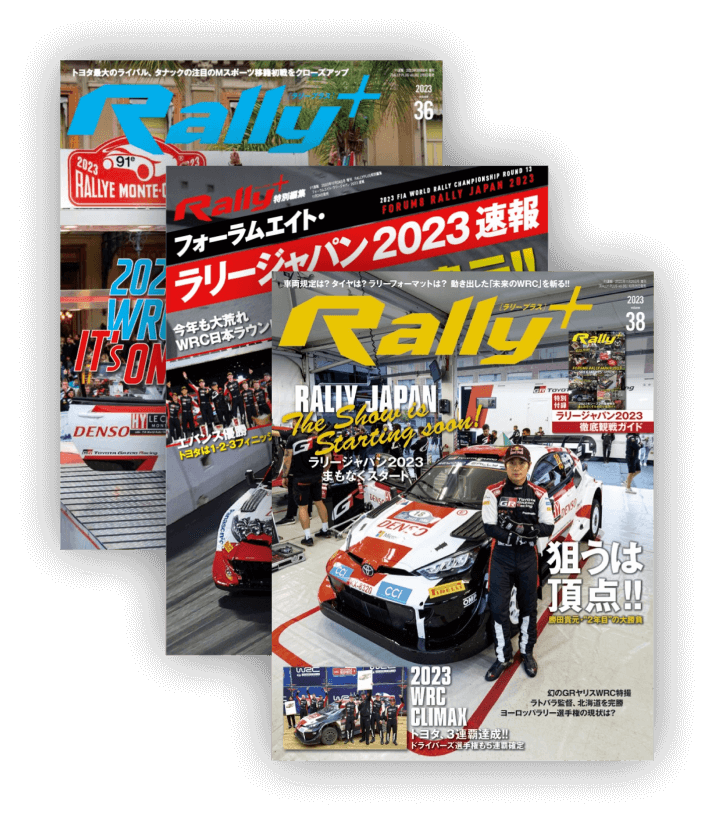 トヨタ最大のライバル、タナックの注目のMスポーツ移籍初戦をクローズアップ
Rally+
2023
36
2023
91e
RALLYE MONTE-C
202
WRC
IT'S ON
DENSO
TOYOTA GAZOO Racing
Rally+
特別編集
2023 FIA WORLD RALLY CHAMPIONSHIP ROUND 13
FORUM8 RALLY JAPAN 2023
フォーラムエイト・
ラリージャパン2023速報
今年も大荒れ
WRC日本ラウン
エバンス優勝
トヨタは1-2-3フィニッシ
車両規定は? タイヤは? ラリーフォーマットは? 動き出した「未来のWRC」を斬る!!
Rally+
[ラリープラス]
2023
38
Rally+
特別
付録
ラリージャパン2023
徹底観戦ガイド
RALLY JAPAN
The Show is
Starting soon!
ラリージャパン2023
まもなくスタート
DENSO
18
GR
CCI
CCI
PIRELLI
OMP
狙うは
頂点!!
勝田貴元・“2年目”の大勝負
2023
WRC
CLIMAX
トヨタ、3連覇達成!!
ドライバーズ選手権も5連覇確定
幻のGRヤリスWRC特撮
ラトバラ監督、北海道を完勝
ヨーロッパラリー選手権の現状は?